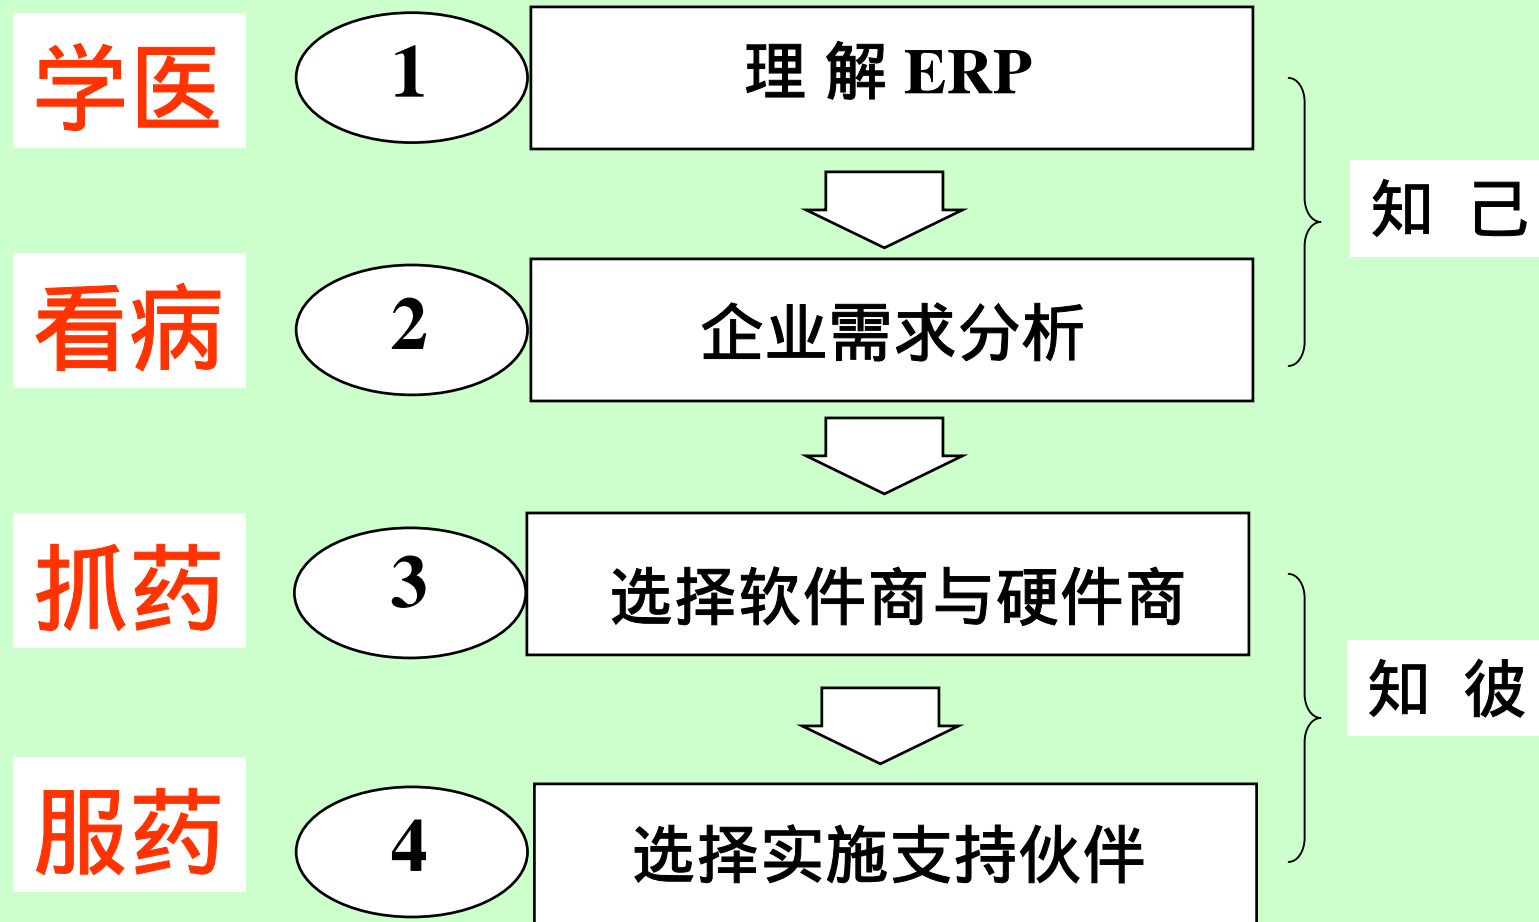 学医
1
理 解 ERP
知 己
看病
2
企业需求分析
抓药
3
选择软件商与硬件商
知 彼
服药
4
选择实施支持伙伴